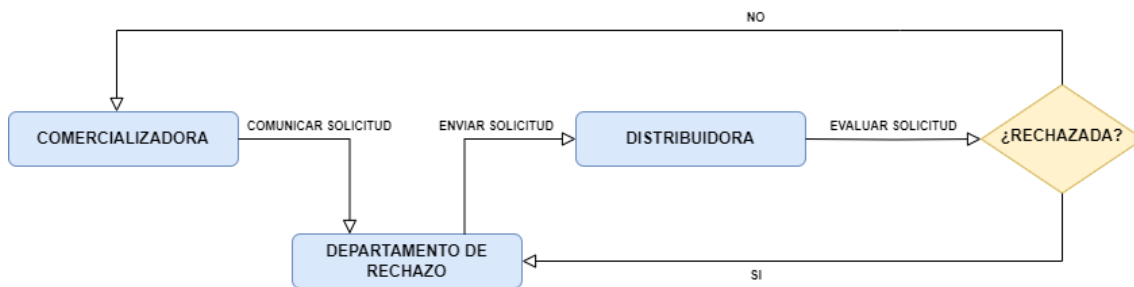 NO
COMERCIALIZADORA
COMUNICAR SOLICITUD
ENVIAR SOLICITUD
DISTRIBUIDORA
EVALUAR SOLICITUD
¿RECHAZADA?
DEPARTAMENTO DE
RECHAZO
SI